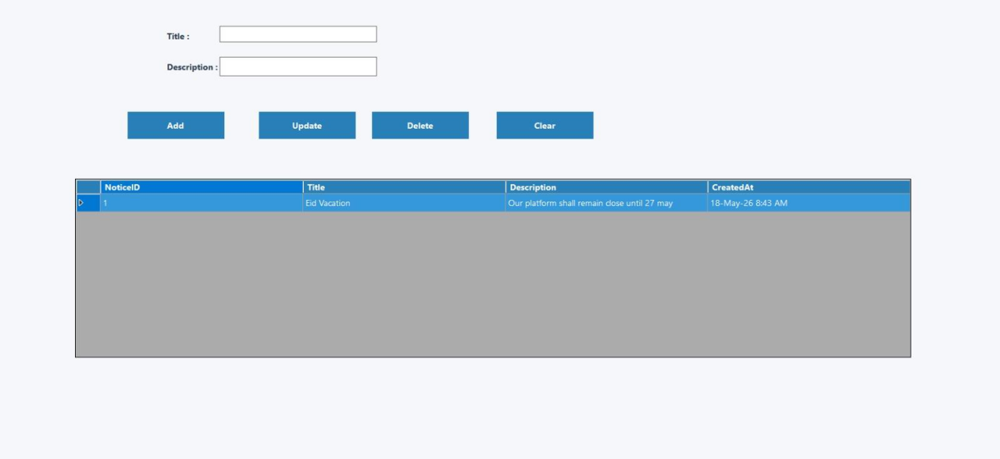 Title :
Description :
Add Update Delete Clear
NoticeID Title Description CreatedAt
1 Eid Vacation Our platform shall remain close until 27 may 18-May-26 8:43 AM